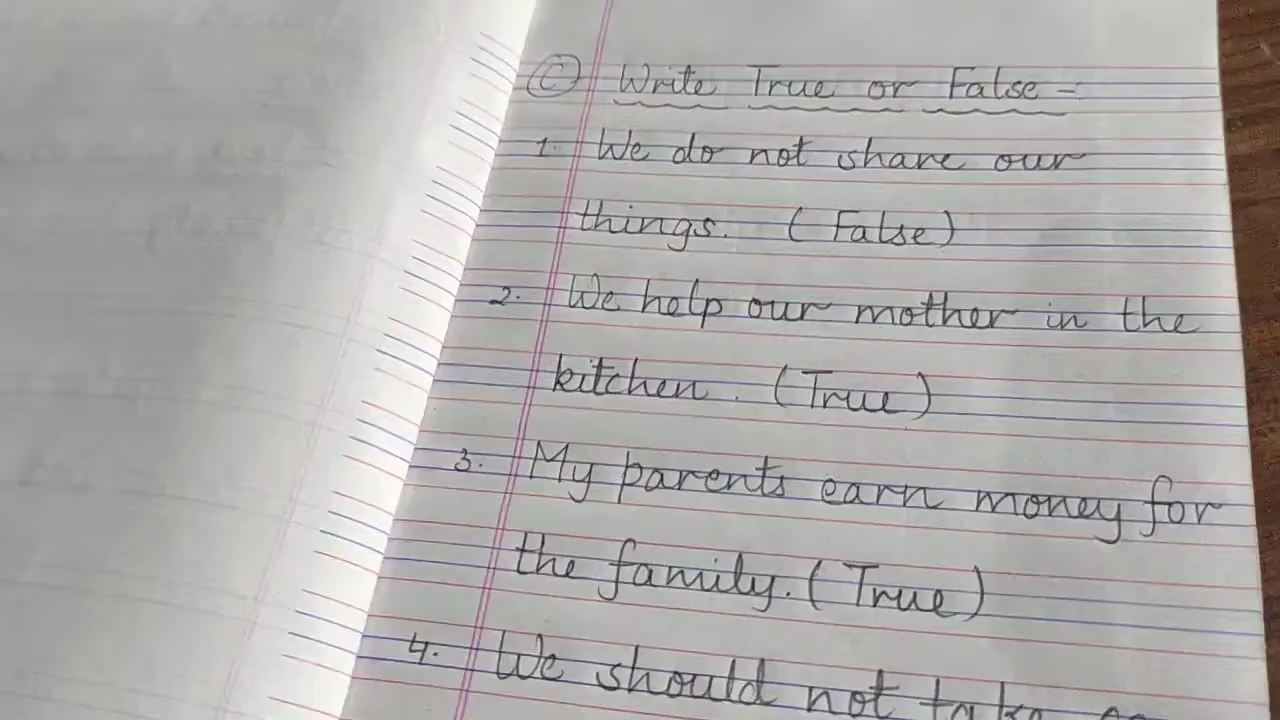 C Write True or False -
1. We do not share our
things. (False)
2. We help our mother in the
kitchen. (True)
3. My parents earn money for
the family. (True)
4. We should not take